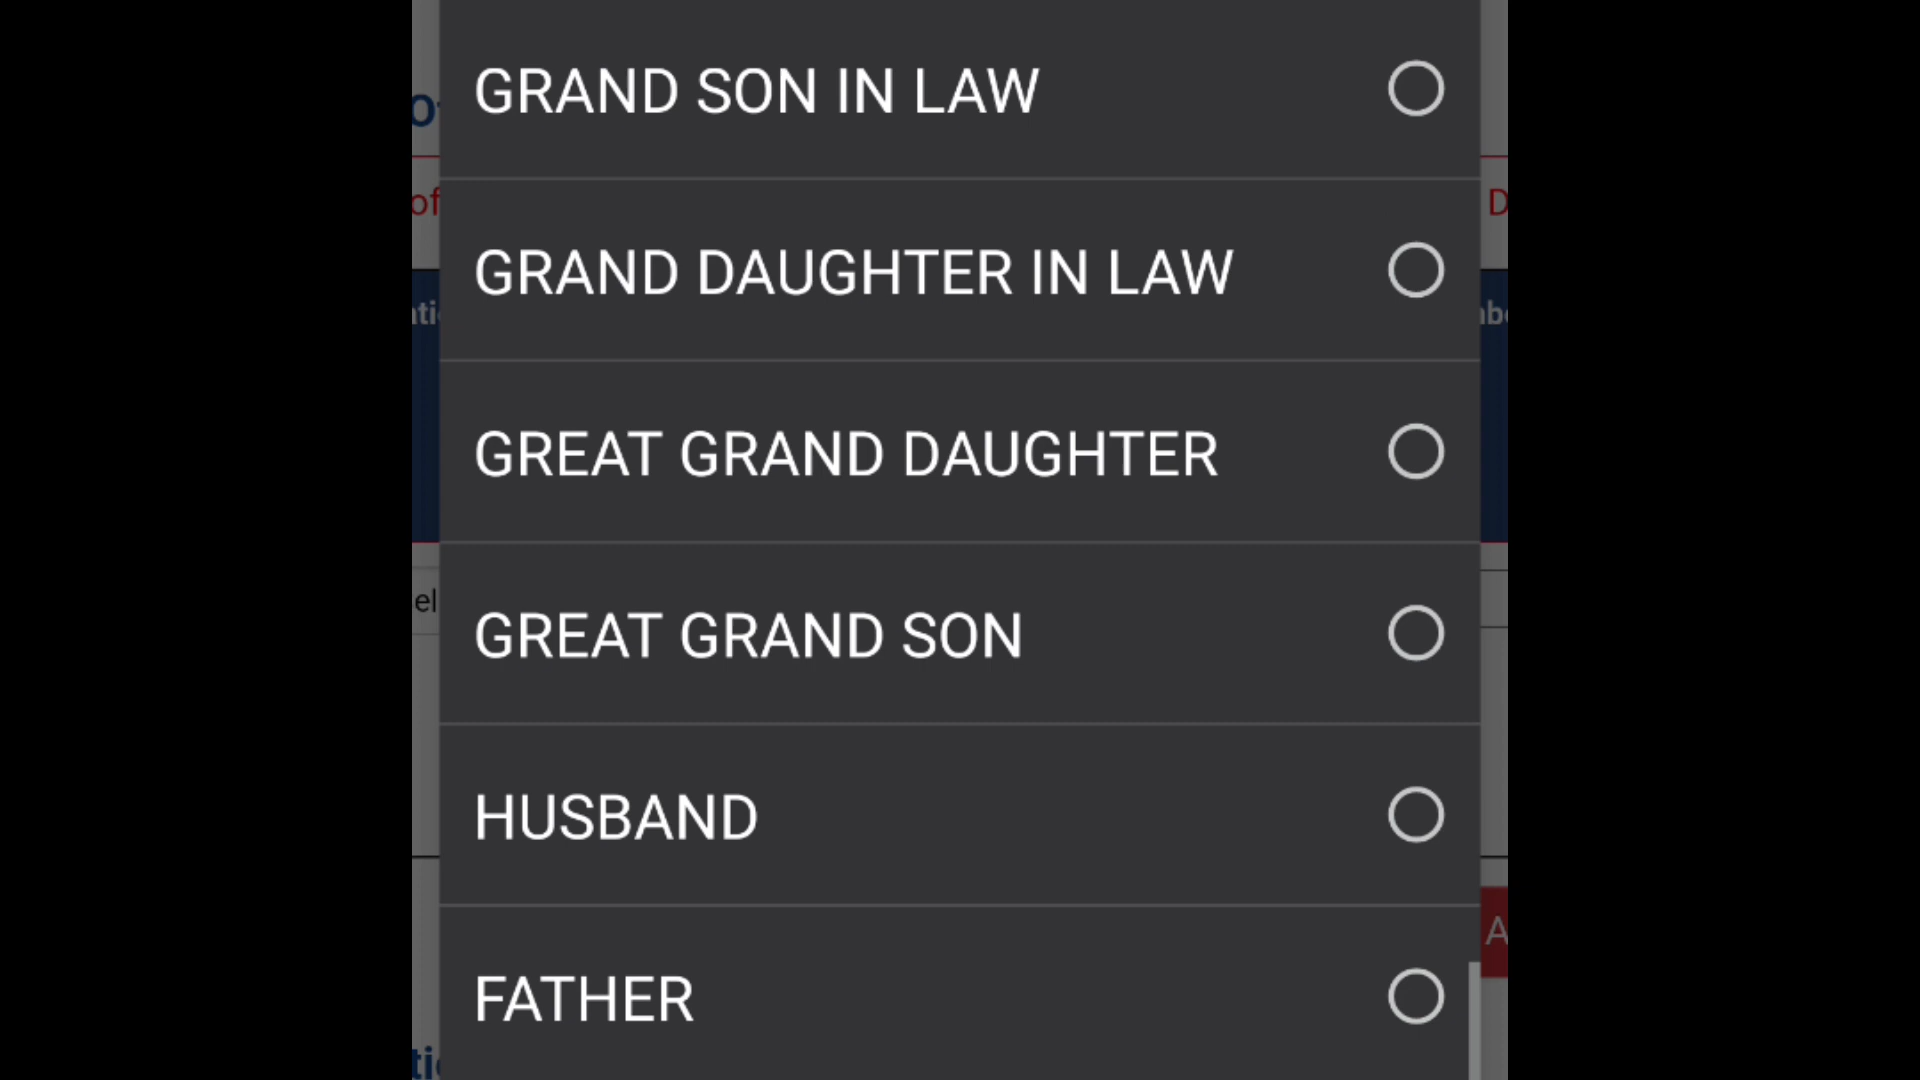 GRAND SON IN LAW
GRAND DAUGHTER IN LAW
GREAT GRAND DAUGHTER
GREAT GRAND SON
HUSBAND
FATHER